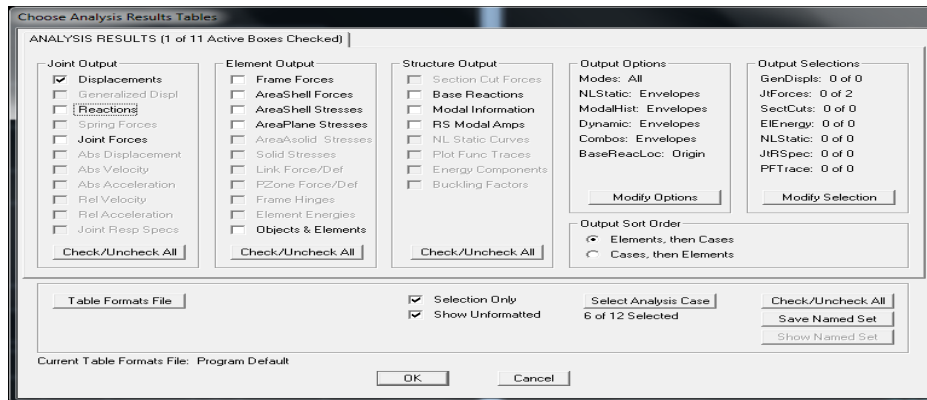 Choose Analysis Results Tables
ANALYSIS RESULTS (1 of 11 Active Boxes Checked)
Joint Output
Displacements
Generalized Displ
Reactions
Spring Forces
Joint Forces
Abs Displacement
Abs Velocity
Abs Acceleration
Rel Velocity
Rel Acceleration
Joint Resp Specs
Check/Uncheck All
Element Output
Frame Forces
AreaShell Forces
AreaShell Stresses
AreaPlane Stresses
AreaAsolid Stresses
Solid Stresses
Link Force/Def
PZone Force/Def
Frame Hinges
Element Energies
Objects & Elements
Check/Uncheck All
Structure Output
Section Cut Forces
Base Reactions
Modal Information
RS Modal Amps
NL Static Curves
Plot Func Traces
Energy Components
Buckling Factors
Check/Uncheck All
Output Options
Modes: All
NLStatic: Envelopes
ModalHist: Envelopes
Dynamic: Envelopes
Combos: Envelopes
BaseReacLoc: Origin
Modify Options
Output Selections
GenDispls: 0 of 0
JtForces: 0 of 2
SectCuts: 0 of 0
ElEnergy: 0 of 0
NLStatic: 0 of 0
JtRSpec: 0 of 0
PFTrace: 0 of 0
Modify Selection
Output Sort Order
Elements, then Cases
Cases, then Elements
Table Formats File
Selection Only
Show Unformatted
Select Analysis Case
6 of 12 Selected
Check/Uncheck All
Save Named Set
Show Named Set
Current Table Formats File: Program Default
OK
Cancel